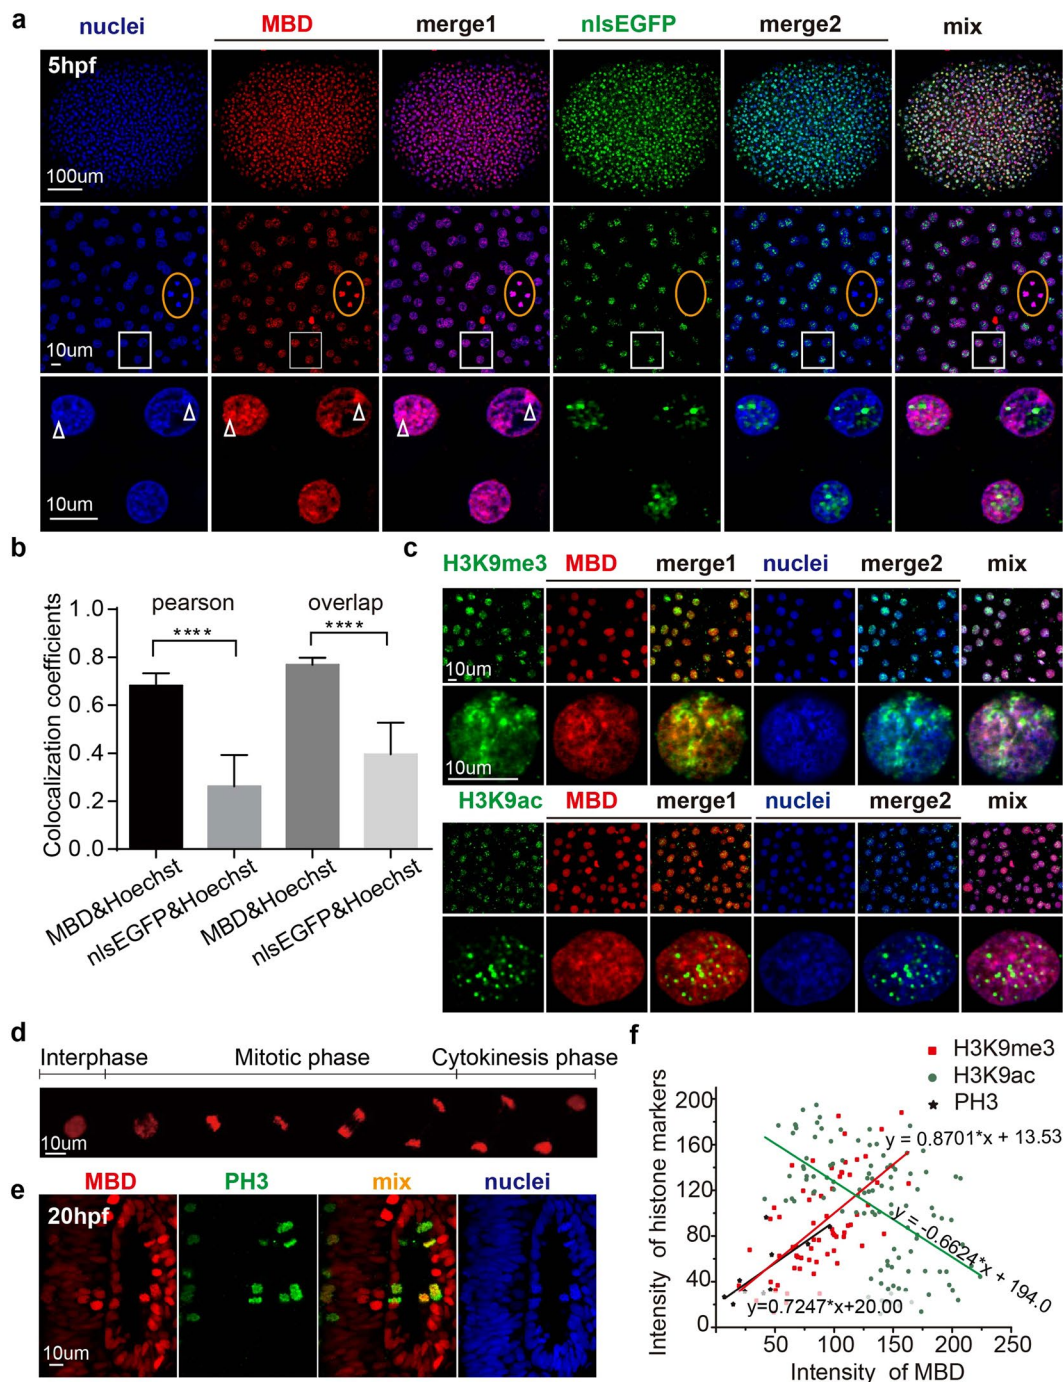 a
nuclei MBD merge1 nlsEGFP merge2 mix
5hpf
100um
10um
10um
b
Colocalization coefficients
1.0
0.8
0.6
0.4
0.2
0.0
pearson overlap
**** ****
MBD&Hoechst
nlsEGFP&Hoechst
MBD&Hoechst
nlsEGFP&Hoechst
c
H3K9me3 MBD merge1 nuclei merge2 mix
10um
10um
H3K9ac MBD merge1 nuclei merge2 mix
d
Interphase Mitotic phase Cytokinesis phase
10um
e
MBD PH3 mix nuclei
20hpf
10um
f
H3K9me3
H3K9ac
PH3
Intensity of histone markers
200
160
120
80
40
0
y = 0.8701*x + 13.53
y = -0.6624*x + 194.0
y=0.7247*x+20.00
50 100 150 200 250
Intensity of MBD